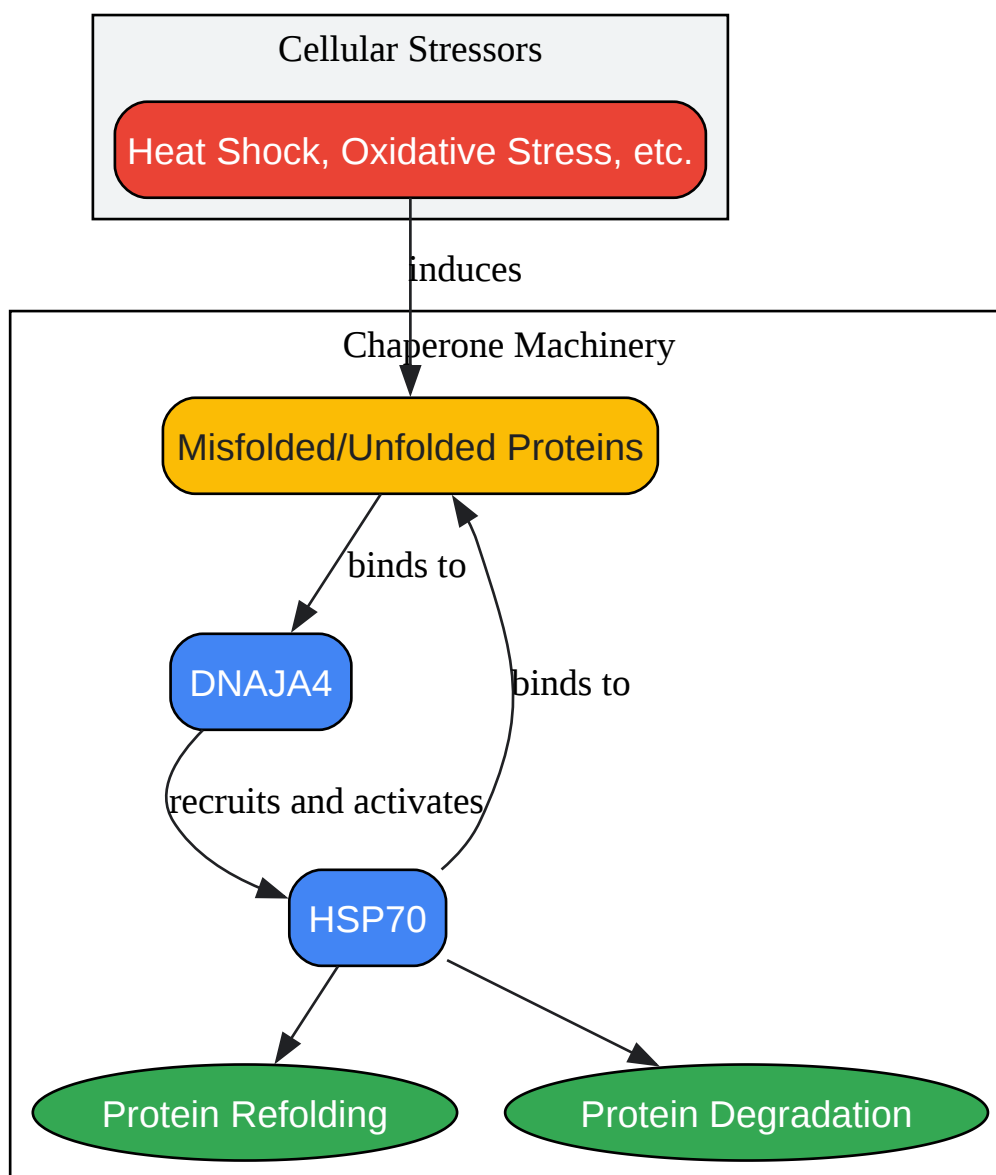 Cellular Stressors
Heat Shock, Oxidative Stress, etc.
induces
Chaperone Machinery
Misfolded/Unfolded Proteins
binds to
DNAJA4
binds to
recruits and activates
HSP70
Protein Refolding
Protein Degradation